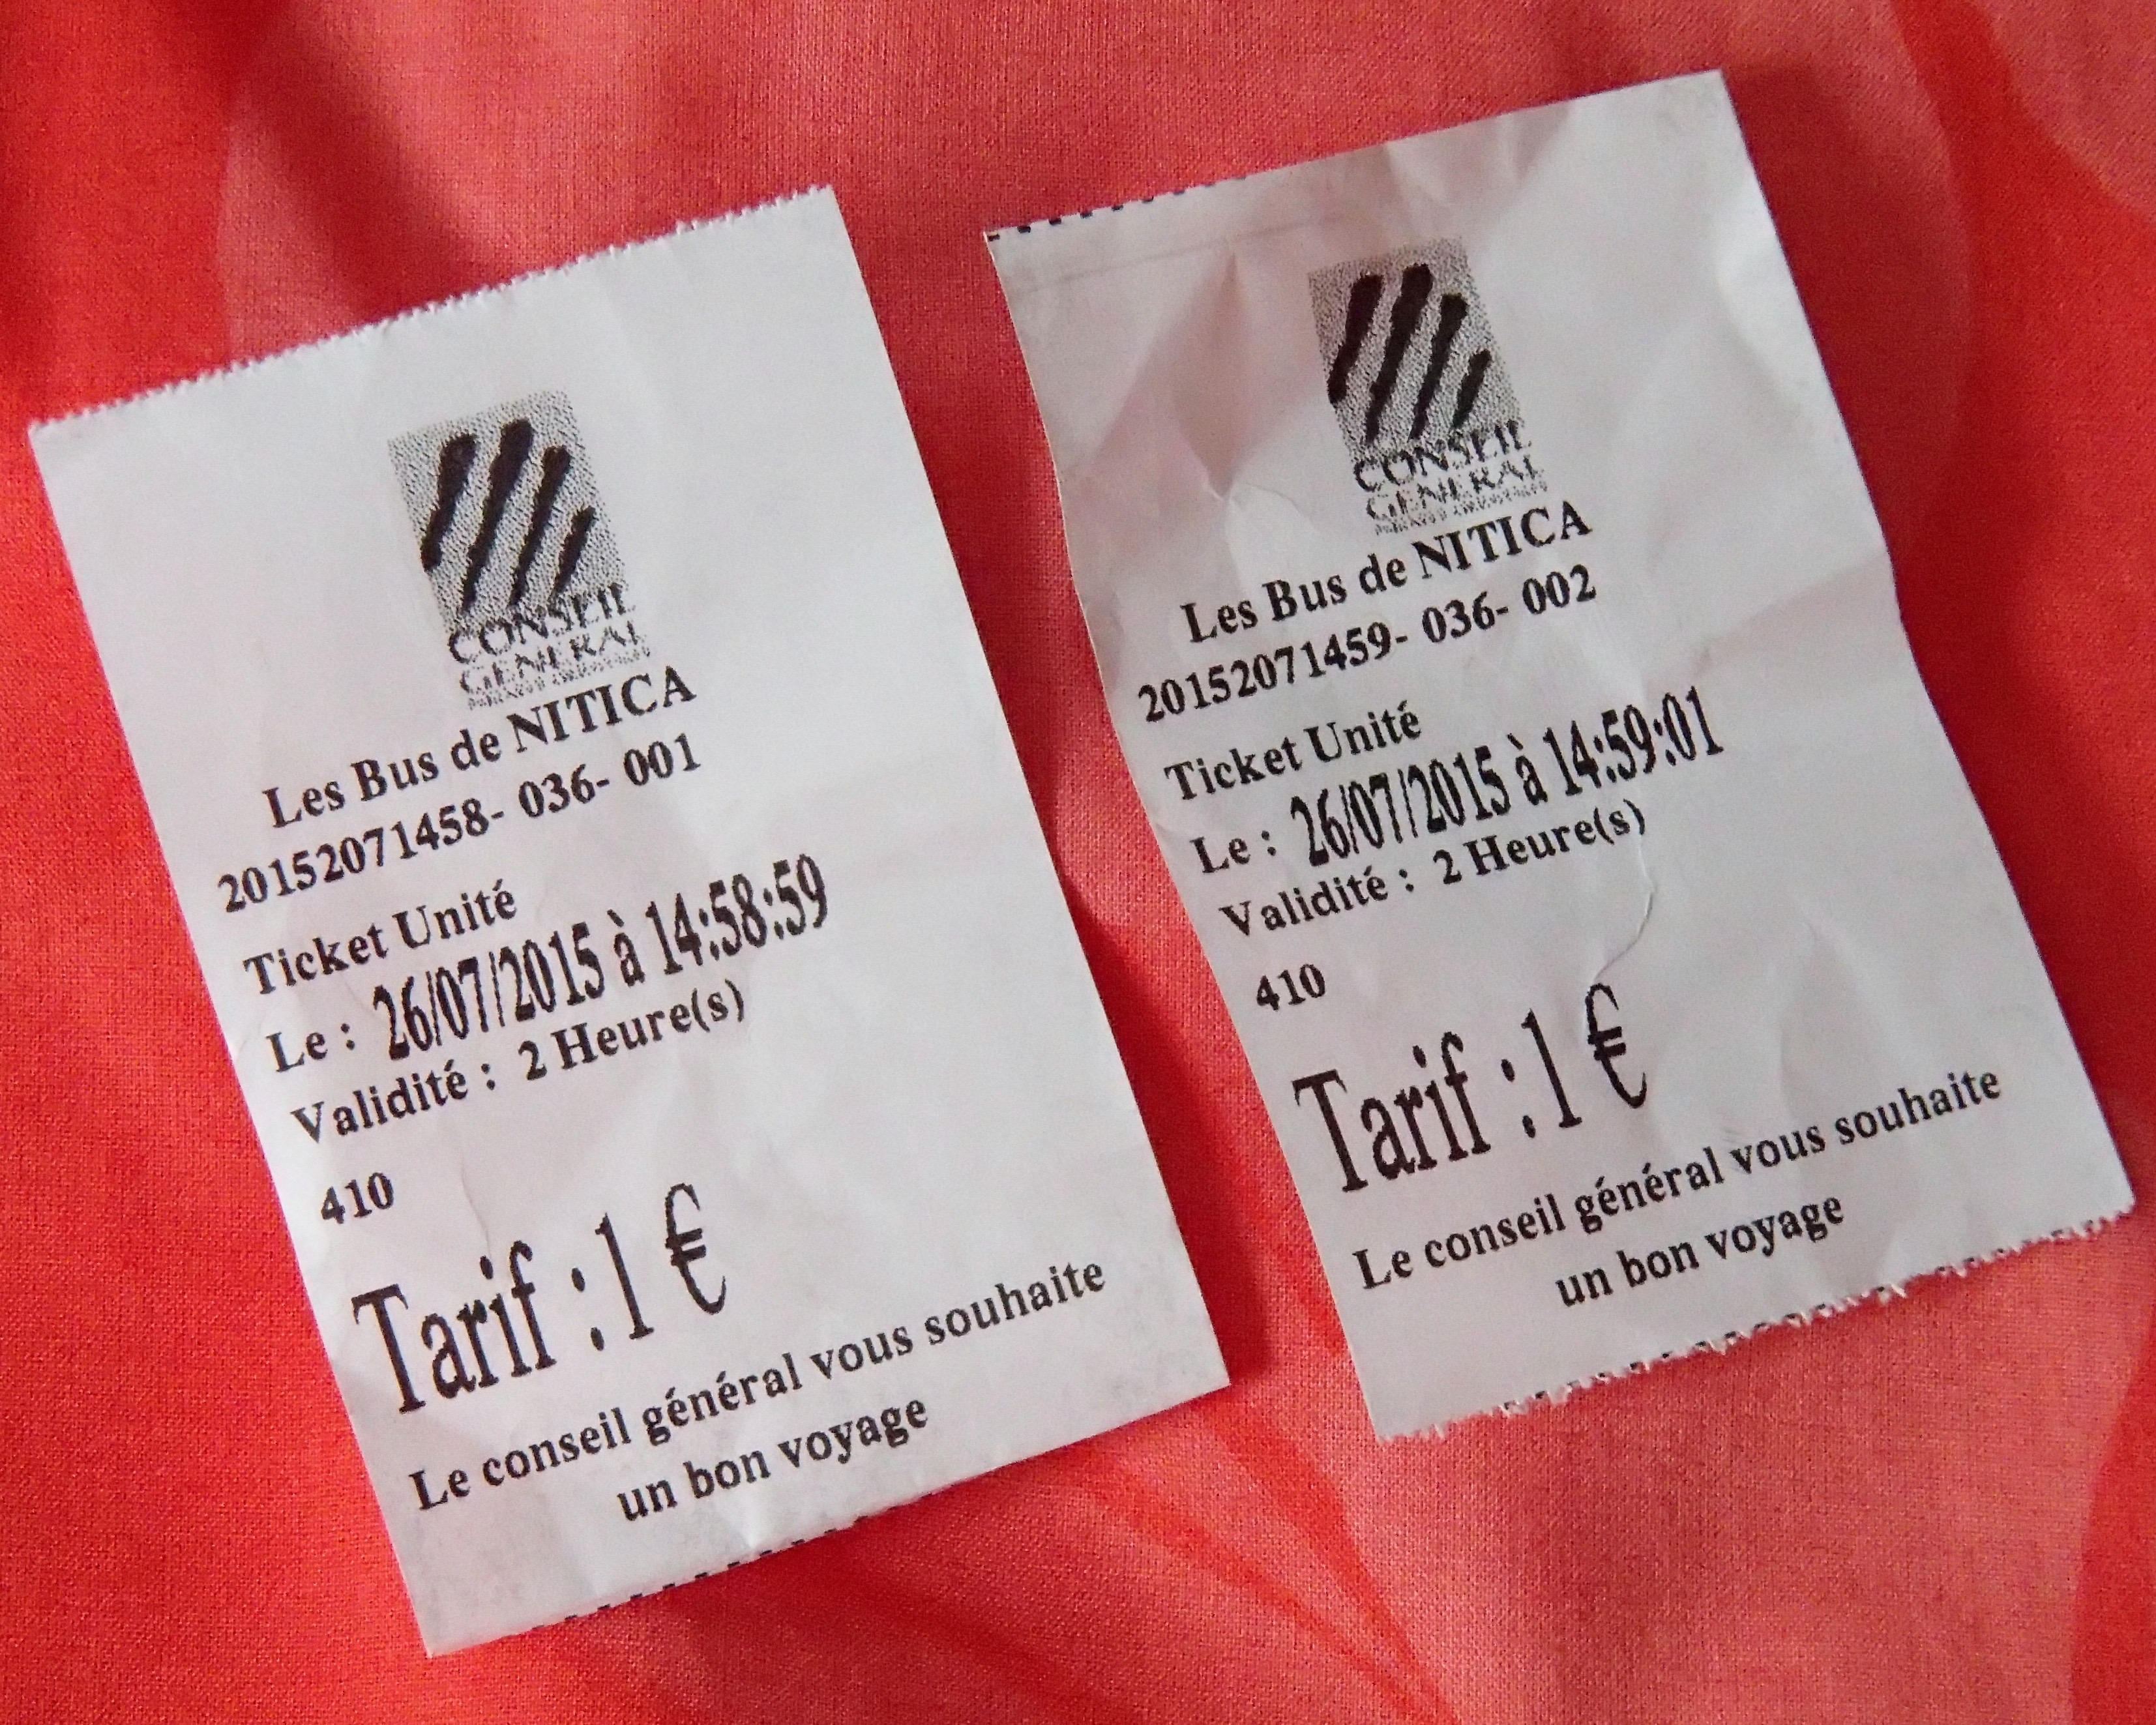 CONSEIL
GENERAL
Les Bus de NITICA
20152071458- 036- 001
Ticket Unité
Le : 26/07/2015 à 14:58:59
Validité : 2 Heure(s)
410
Tarif :1 €
Le conseil général vous souhaite
un bon voyage
CONSEIL
GENERAL
Les Bus de NITICA
20152071459- 036- 002
Ticket Unité
Le : 26/07/2015 à 14:59:01
Validité : 2 Heure(s)
410
Tarif :1 €
Le conseil général vous souhaite
un bon voyage